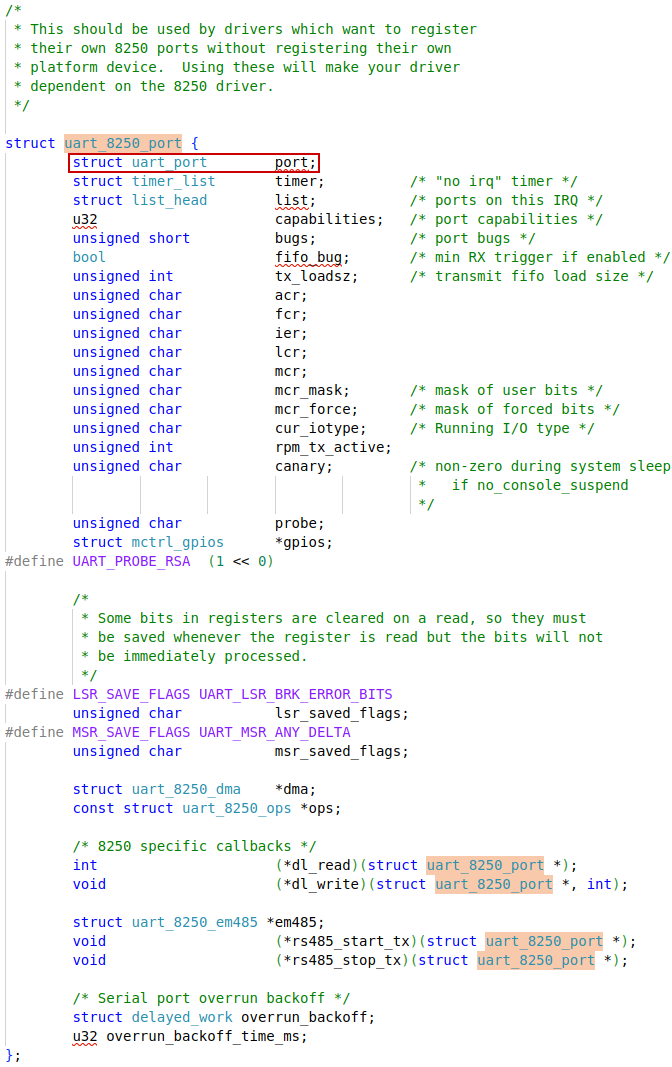 /*
 * This should be used by drivers which want to register
 * their own 8250 ports without registering their own
 * platform device.  Using these will make your driver
 * dependent on the 8250 driver.
 */

struct uart_8250_port {
        struct uart_port        port;
        struct timer_list       timer;          /* "no irq" timer */
        struct list_head        list;           /* ports on this IRQ */
        u32                     capabilities;   /* port capabilities */
        unsigned short          bugs;           /* port bugs */
        bool                    fifo_bug;       /* min RX trigger if enabled */
        unsigned int            tx_loadsz;      /* transmit fifo load size */
        unsigned char           acr;
        unsigned char           fcr;
        unsigned char           ier;
        unsigned char           lcr;
        unsigned char           mcr;
        unsigned char           mcr_mask;       /* mask of user bits */
        unsigned char           mcr_force;      /* mask of forced bits */
        unsigned char           cur_iotype;     /* Running I/O type */
        unsigned int            rpm_tx_active;
        unsigned char           canary;         /* non-zero during system sleep
                                                 *   if no_console_suspend
                                                 */
        unsigned char           probe;
        struct mctrl_gpios      *gpios;
#define UART_PROBE_RSA  (1 << 0)

        /*
         * Some bits in registers are cleared on a read, so they must
         * be saved whenever the register is read but the bits will not
         * be immediately processed.
         */
#define LSR_SAVE_FLAGS UART_LSR_BRK_ERROR_BITS
        unsigned char           lsr_saved_flags;
#define MSR_SAVE_FLAGS UART_MSR_ANY_DELTA
        unsigned char           msr_saved_flags;

        struct uart_8250_dma    *dma;
        const struct uart_8250_ops *ops;

        /* 8250 specific callbacks */
        int                     (*dl_read)(struct uart_8250_port *);
        void                    (*dl_write)(struct uart_8250_port *, int);

        struct uart_8250_em485 *em485;
        void                    (*rs485_start_tx)(struct uart_8250_port *);
        void                    (*rs485_stop_tx)(struct uart_8250_port *);

        /* Serial port overrun backoff */
        struct delayed_work overrun_backoff;
        u32 overrun_backoff_time_ms;
};